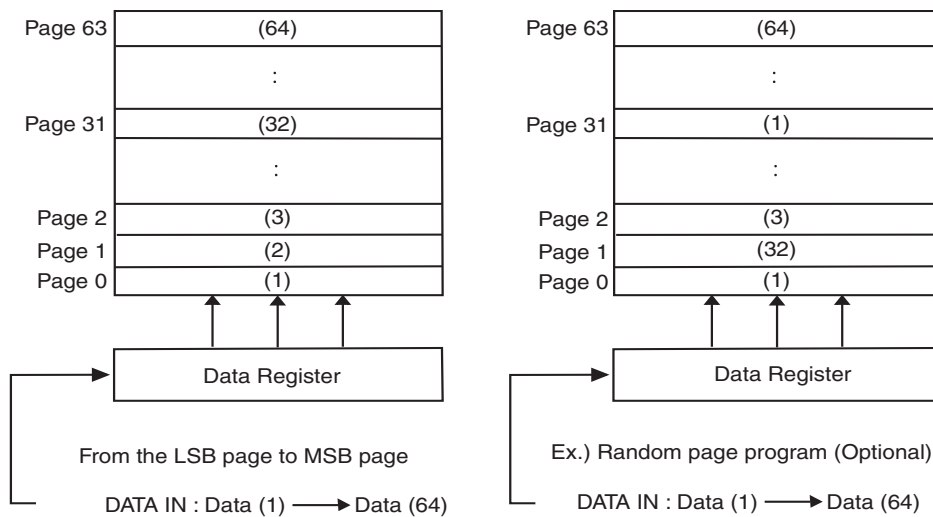 Page 63 (64)
:
Page 31 (32)
:
Page 2 (3)
Page 1 (2)
Page 0 (1)
Data Register
From the LSB page to MSB page
DATA IN : Data (1) Data (64)
Page 63 (64)
:
Page 31 (1)
:
Page 2 (3)
Page 1 (32)
Page 0 (1)
Data Register
Ex.) Random page program (Optional)
DATA IN : Data (1) Data (64)